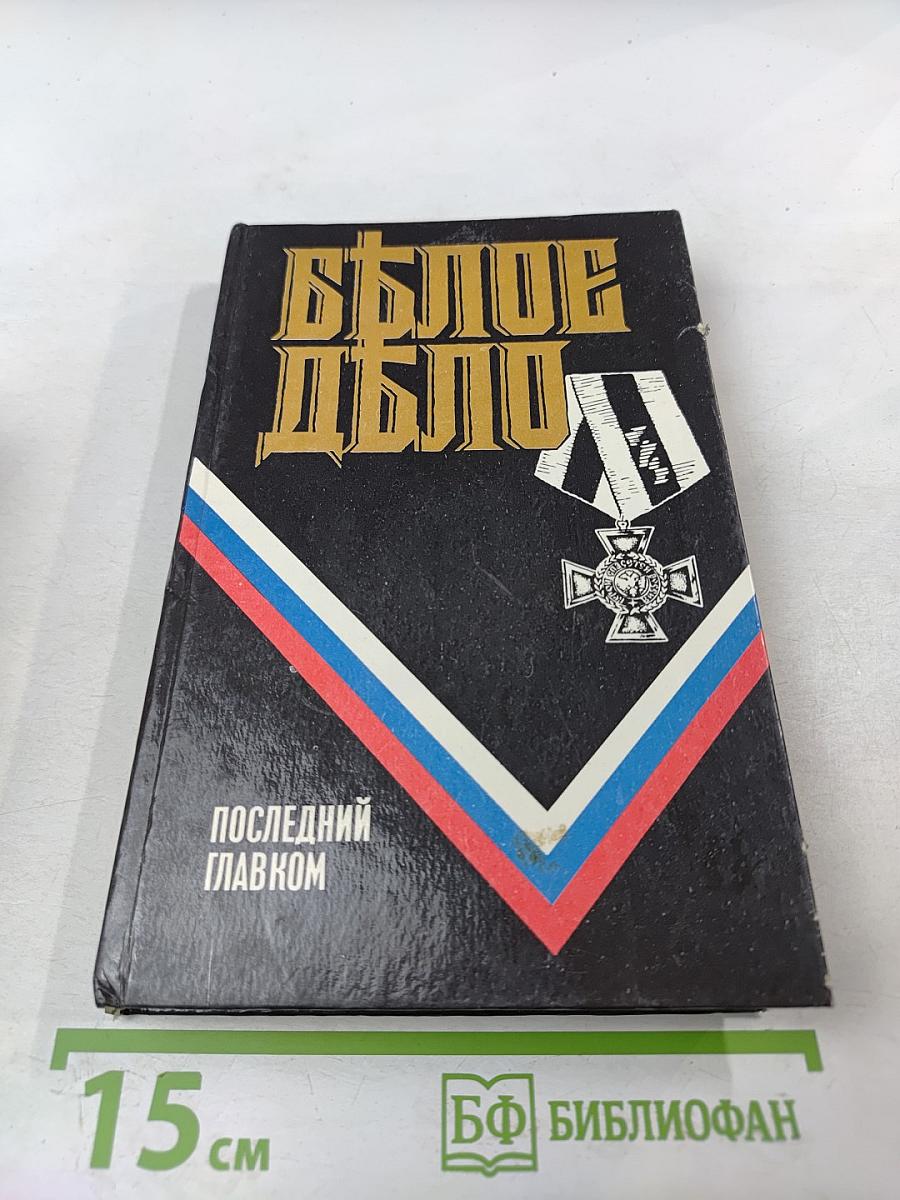 БѢЛОЕ
ДѢЛО
ПОСЛЕДНИЙ
ГЛАВКОМ
15 см
БФ БИБЛИОФАН